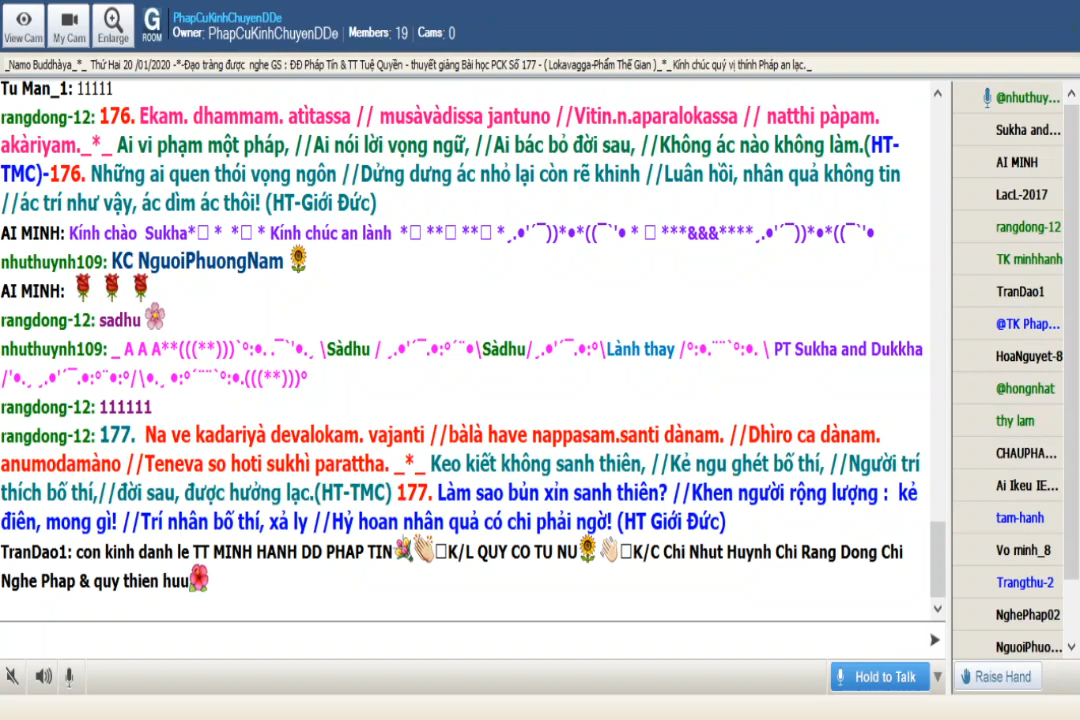 View Cam
My Cam
Enlarge
G
ROOM
PhapCuKinhChuyenDDe
Owner: PhapCuKinhChuyenDDe Members: 19 Cams: 0
_Namo Buddhàya_*_ Thứ Hai 20 /01/2020 -*-Đạo tràng được nghe GS : ĐĐ Pháp Tín & TT Tuệ Quyền - thuyết giảng Bài học PCK Số 177 - ( Lokavagga-Phẩm Thế Gian )_*_Kính chúc quý vị thính Pháp an lạc._
Tu Man_1: 11111
rangdong-12: 176. Ekam. dhammam. atìtassa // musàvàdissa jantuno //Vitin.n.aparalokassa // natthi pàpam.
akàriyam._*_ Ai vi phạm một pháp, //Ai nói lời vọng ngữ, //Ai bác bỏ đời sau, //Không ác nào không làm.(HT-
TMC)-176. Những ai quen thói vọng ngôn //Dửng dưng ác nhỏ lại còn rẽ khinh //Luân hồi, nhân quả không tin
//ác trí như vậy, ác dìm ác thôi! (HT-Giới Đức)
AI MINH: Kính chào Sukha*□ * *□ * Kính chúc an lành *□ **□ **□ *¸.•'´¯))*•*((¯`'• * □ ***&&&****¸.•'´¯))*•*((¯`'•
nhuthuynh109: KC NguoiPhuongNam
AI MINH:
rangdong-12: sadhu
nhuthuynh109: _ A A A**(((**)))`°:•. .¯`'•.¸ \Sàdhu / ¸.•'´¯.•:°´¨•\Sàdhu/¸.•'´¯.•:°\Lành thay /°:•.¨¨`°:•. \ PT Sukha and Dukkha
/'•.¸ ¸.•'´¯.•:°¨•:°/\•.¸ •:°´¨¨`°:•.(((**)))°
rangdong-12: 111111
rangdong-12: 177. Na ve kadariyà devalokam. vajanti //bàlà have nappasam.santi dànam. //Dhìro ca dànam.
anumodamàno //Teneva so hoti sukhì parattha. _*_ Keo kiết không sanh thiên, //Kẻ ngu ghét bố thí, //Người trí
thích bố thí,//đời sau, được hưởng lạc.(HT-TMC) 177. Làm sao bủn xỉn sanh thiên? //Khen người rộng lượng : kẻ
điên, mong gì! //Trí nhân bố thí, xả ly //Hỷ hoan nhân quả có chi phải ngờ! (HT Giới Đức)
TranDao1: con kinh danh le TT MINH HANH DD PHAP TIN □K/L QUY CO TU NU □K/C Chi Nhut Huynh Chi Rang Dong Chi
Nghe Phap & quy thien huu
Hold to Talk
@nhuthuy...
Sukha and...
AI MINH
LacL-2017
rangdong-12
TK minhhanh
TranDao1
@TK Phap...
HoaNguyet-8
@hongnhat
thy lam
CHAUPHA...
Ai Ikeu IE...
tam-hanh
Vo minh_8
Trangthu-2
NghePhap02
NguoiPhuo...
Raise Hand